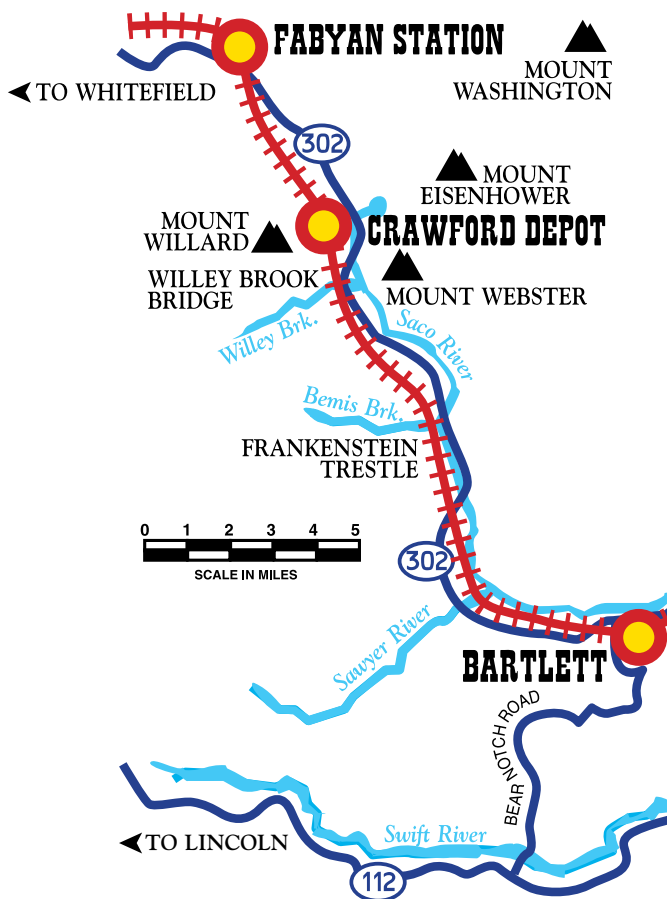 FABYAN STATION
MOUNT
WASHINGTON
TO WHITEFIELD
302
MOUNT
EISENHOWER
MOUNT
WILLARD
CRAWFORD DEPOT
WILLEY BROOK
BRIDGE
MOUNT WEBSTER
Willey Brk.
Saco River
Bemis Brk.
FRANKENSTEIN
TRESTLE
0 1 2 3 4 5
SCALE IN MILES
302
Sawyer River
BARTLETT
BEAR NOTCH ROAD
Swift River
TO LINCOLN
112